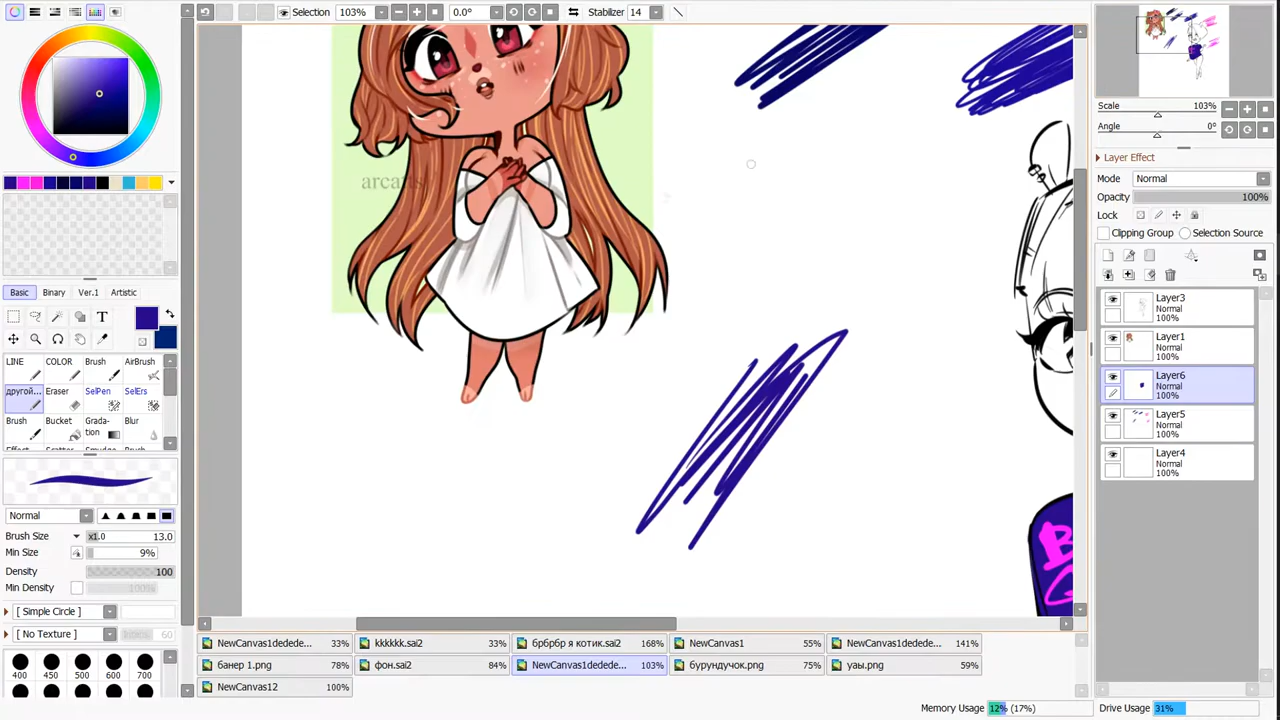 Selection 103% 0.0° Stabilizer 14
Scale 103%
Angle 0°
Layer Effect
Mode Normal
Opacity 100%
Lock
Clipping Group Selection Source
Layer3
Normal
100%
Layer1
Normal
100%
Layer6
Normal
100%
Layer5
Normal
100%
Layer4
Normal
100%
Basic Binary Ver.1 Artistic
T
LINE COLOR Brush AirBrush
другой... Eraser SelPen SelErs
Brush Bucket Grada-tion Blur
Normal
Brush Size x1.0 13.0
Min Size 9%
Density 100
Min Density 100%
[ Simple Circle ]
[ No Texture ] 60
400 450 500 600 700
NewCanvas1dedede... 33% kkkkkk.sai2 33% брбрбр я котик.sai2 168% NewCanvas1 55% NewCanvas1dedede... 141%
банер 1.png 78% фон.sai2 84% NewCanvas1dedede... 103% бурундучок.png 75% уаы.png 59%
NewCanvas12 100%
Memory Usage 12% (17%) Drive Usage 31%